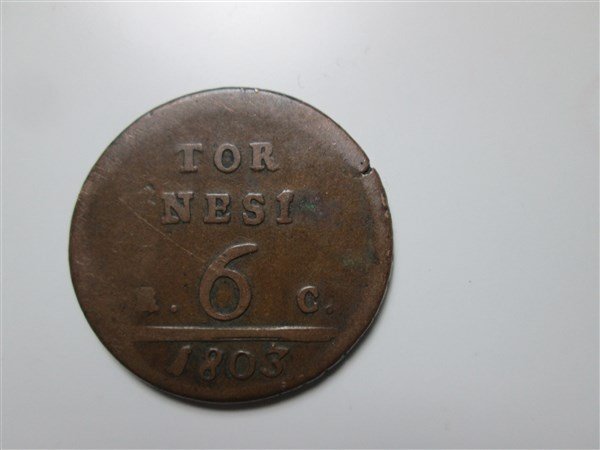 TOR
NESI
6
R. C.
1803